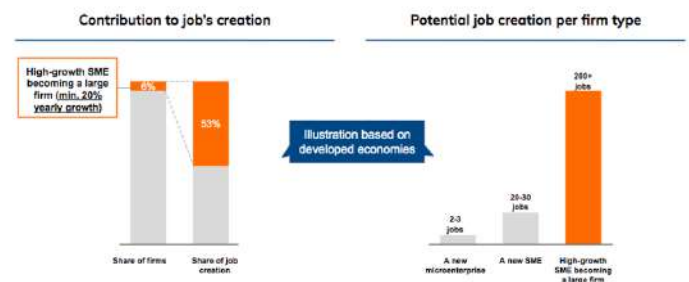 Contribution to job's creation
Potential job creation per firm type
High-growth SME
becoming a large
firm (min. 20%
yearly growth)
6%
53%
Share of firms
Share of job
creation
Illustration based on
developed economies
2-3
jobs
20-30
jobs
200+
jobs
A new
microenterprise
A new SME
High-growth
SME becoming
a large firm